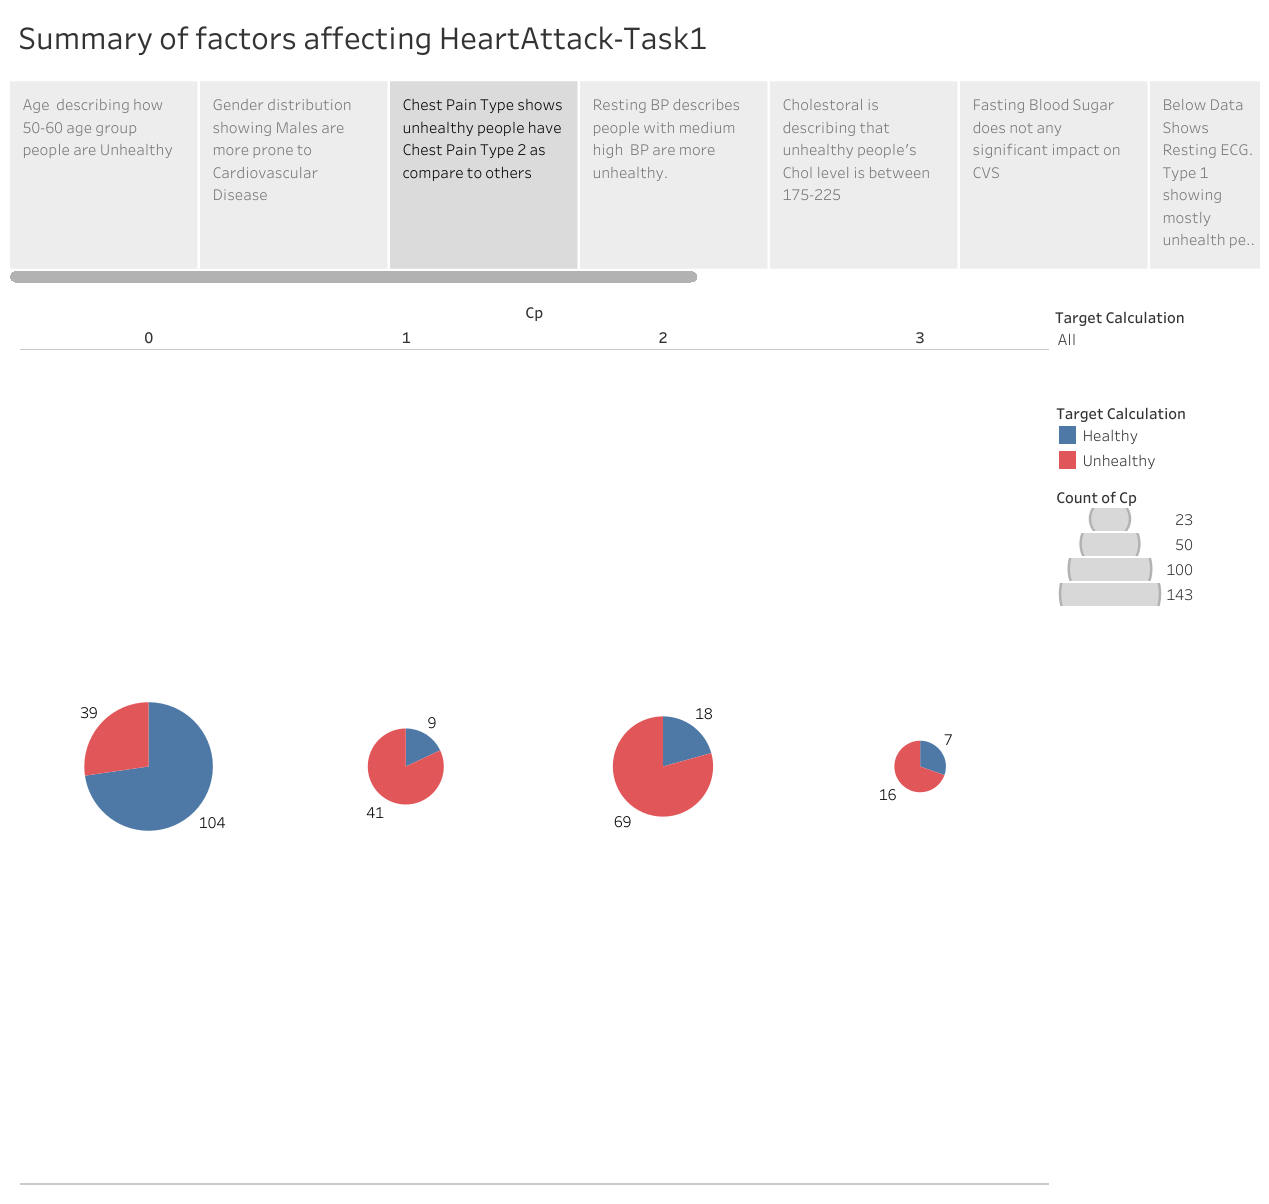 Summary of factors affecting HeartAttack-Task1
Age  describing how
50-60 age group
people are Unhealthy
Gender distribution
showing Males are
more prone to
Cardiovascular
Disease
Chest Pain Type shows
unhealthy people have
Chest Pain Type 2 as
compare to others
Resting BP describes
people with medium
high  BP are more
unhealthy.
Cholestoral is
describing that
unhealthy people's
Chol level is between
175-225
Fasting Blood Sugar
does not any
significant impact on
CVS
Below Data
Shows
Resting ECG.
Type 1
showing
mostly
unhealth pe..
Cp
0 1 2 3
Target Calculation
All
Target Calculation
Healthy
Unhealthy
Count of Cp
23
50
100
143
39
104
9
41
18
69
7
16